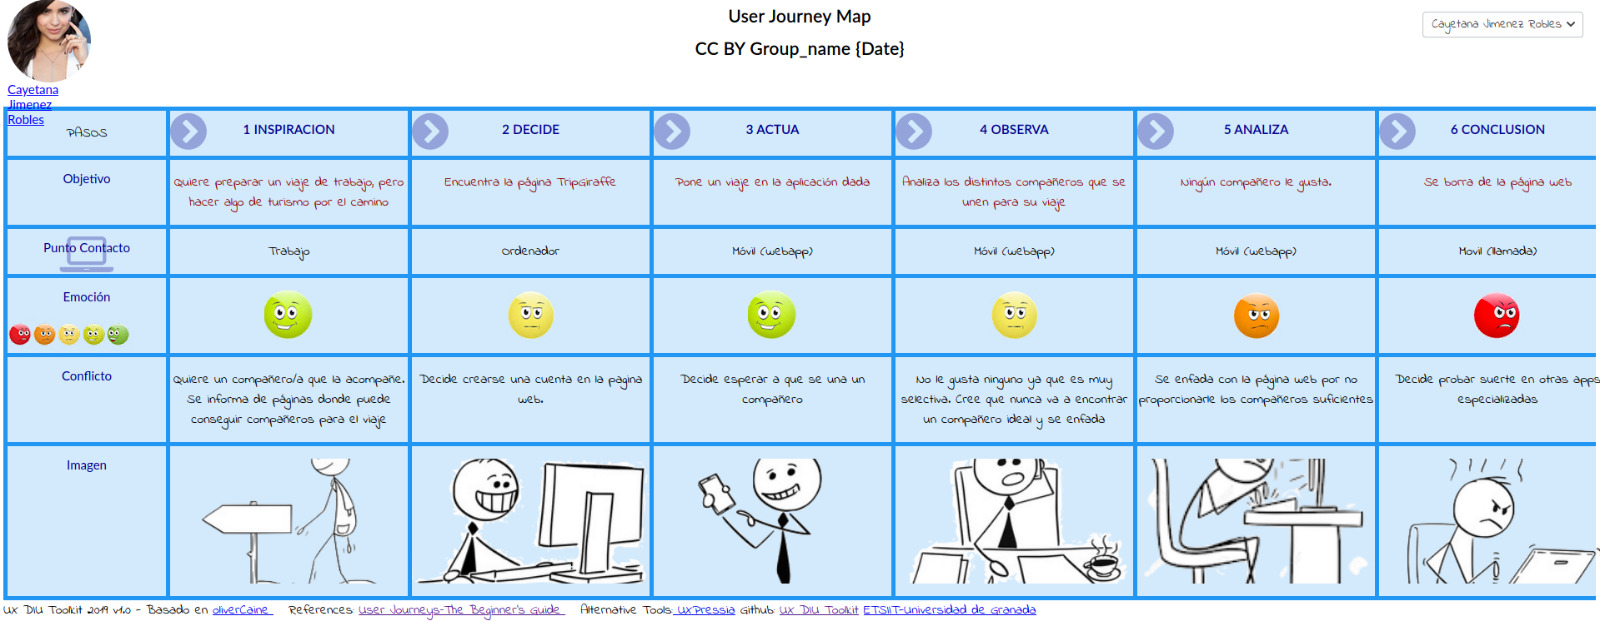 User Journey Map
CC BY Group_name {Date}
Cayetana Jimenez Robles
Cayetana
Jimenez
Robles
PASOS
1 INSPIRACION
2 DECIDE
3 ACTUA
4 OBSERVA
5 ANALIZA
6 CONCLUSION
Objetivo
Quiere preparar un viaje de trabajo, pero
hacer algo de turismo por el camino
Encuentra la página TripGiraffe
Pone un viaje en la aplicación dada
Analiza los distintos compañeros que se
unen para su viaje
Ningún compañero le gusta.
Se borra de la página web
Punto Contacto
Trabajo
Ordenador
Móvil (webapp)
Móvil (webapp)
Móvil (webapp)
Movil (llamada)
Emoción
Conflicto
Quiere un compañero/a que la acompañe.
Se informa de páginas donde puede
conseguir compañeros para el viaje
Decide crearse una cuenta en la pagina
web.
Decide esperar a que se una un
compañero
No le gusta ninguno ya que es muy
selectiva. Cree que nunca va a encontrar
un compañero ideal y se enfada
Se enfada con la página web por no
proporcionarle los compañeros suficientes
Decide probar suerte en otras apps
especializadas
Imagen
UX DIU Toolkit 2019 v1.0 - Basado en oliverCaine References: User Journeys-The Beginner's Guide Alternative Tools: UXPressia Github: UX DIU Toolkit ETSIIT-Universidad de Granada